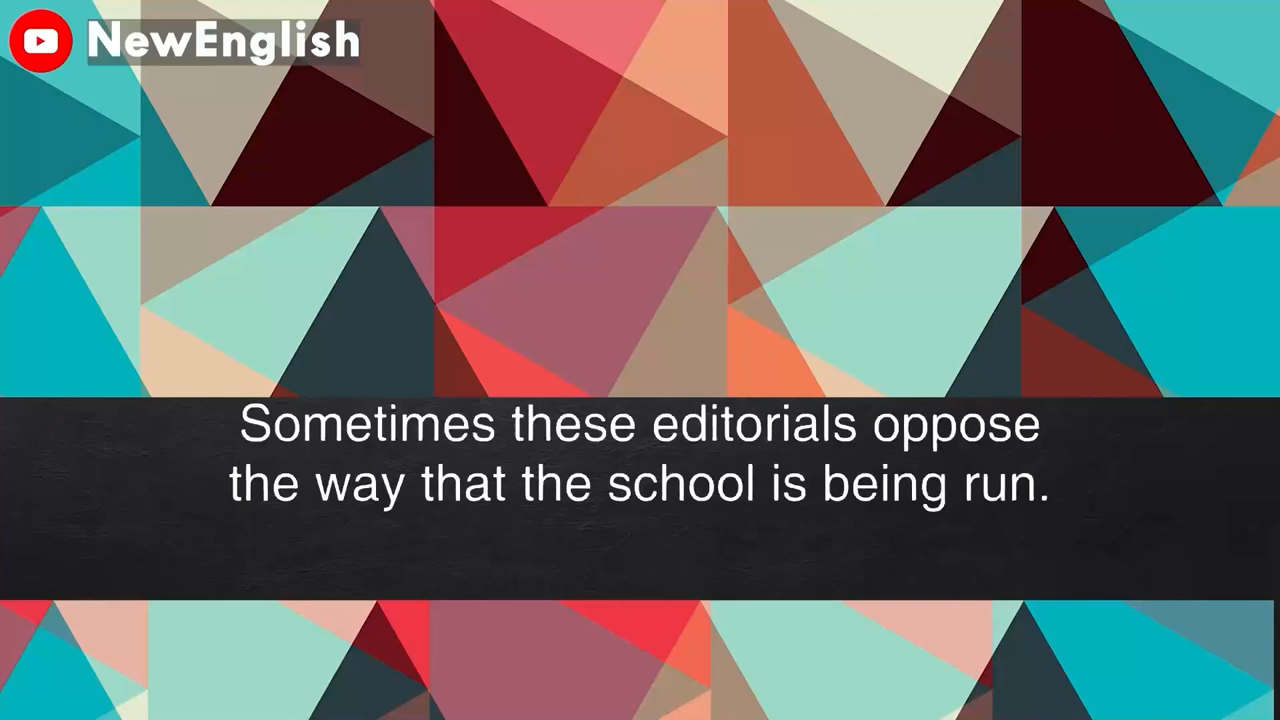 NewEnglish
Sometimes these editorials oppose
the way that the school is being run.